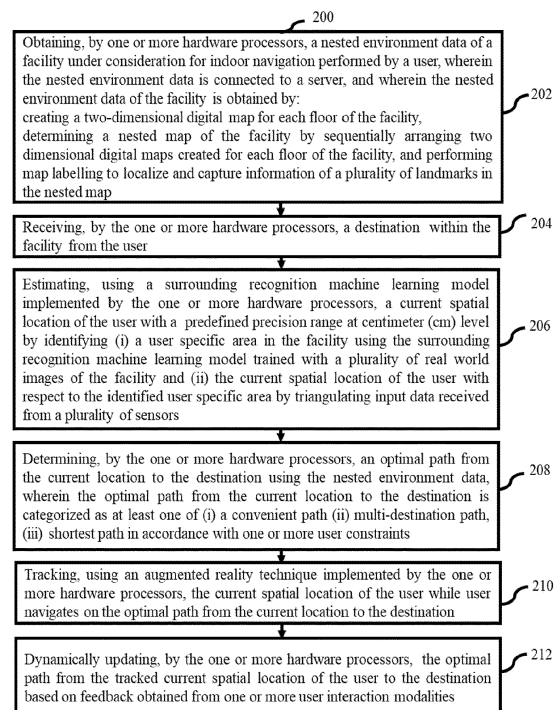 200
Obtaining, by one or more hardware processors, a nested environment data of a
facility under consideration for indoor navigation performed by a user, wherein
the nested environment data is connected to a server, and wherein the nested
environment data of the facility is obtained by:
creating a two-dimensional digital map for each floor of the facility,
determining a nested map of the facility by sequentially arranging two
dimensional digital maps created for each floor of the facility, and performing
map labelling to localize and capture information of a plurality of landmarks in
the nested map
202
Receiving, by the one or more hardware processors, a destination within the
facility from the user
204
Estimating, using a surrounding recognition machine learning model
implemented by the one or more hardware processors, a current spatial
location of the user with a predefined precision range at centimeter (cm) level
by identifying (i) a user specific area in the facility using the surrounding
recognition machine learning model trained with a plurality of real world
images of the facility and (ii) the current spatial location of the user with
respect to the identified user specific area by triangulating input data received
from a plurality of sensors
206
Determining, by the one or more hardware processors, an optimal path from
the current location to the destination using the nested environment data,
wherein the optimal path from the current location to the destination is
categorized as at least one of (i) a convenient path (ii) multi-destination path,
(iii) shortest path in accordance with one or more user constraints
208
Tracking, using an augmented reality technique implemented by the one or
more hardware processors, the current spatial location of the user while user
navigates on the optimal path from the current location to the destination
210
Dynamically updating, by the one or more hardware processors, the optimal
path from the tracked current spatial location of the user to the destination
based on feedback obtained from one or more user interaction modalities
212